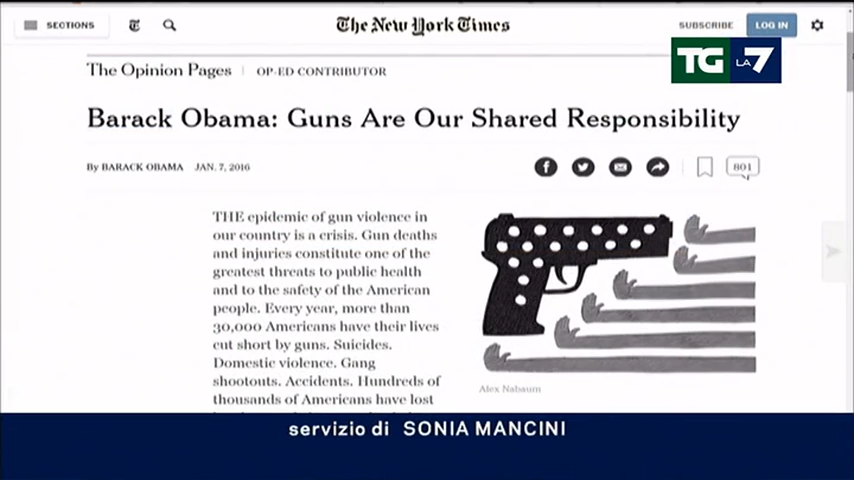 SECTIONS
The New York Times
SUBSCRIBE
LOG IN
TG LA 7
The Opinion Pages | OP-ED CONTRIBUTOR
Barack Obama: Guns Are Our Shared Responsibility
By BARACK OBAMA JAN. 7, 2016
801
THE epidemic of gun violence in
our country is a crisis. Gun deaths
and injuries constitute one of the
greatest threats to public health
and to the safety of the American
people. Every year, more than
30,000 Americans have their lives
cut short by guns. Suicides.
Domestic violence. Gang
shootouts. Accidents. Hundreds of
thousands of Americans have lost
Alex Nabaum
servizio di SONIA MANCINI